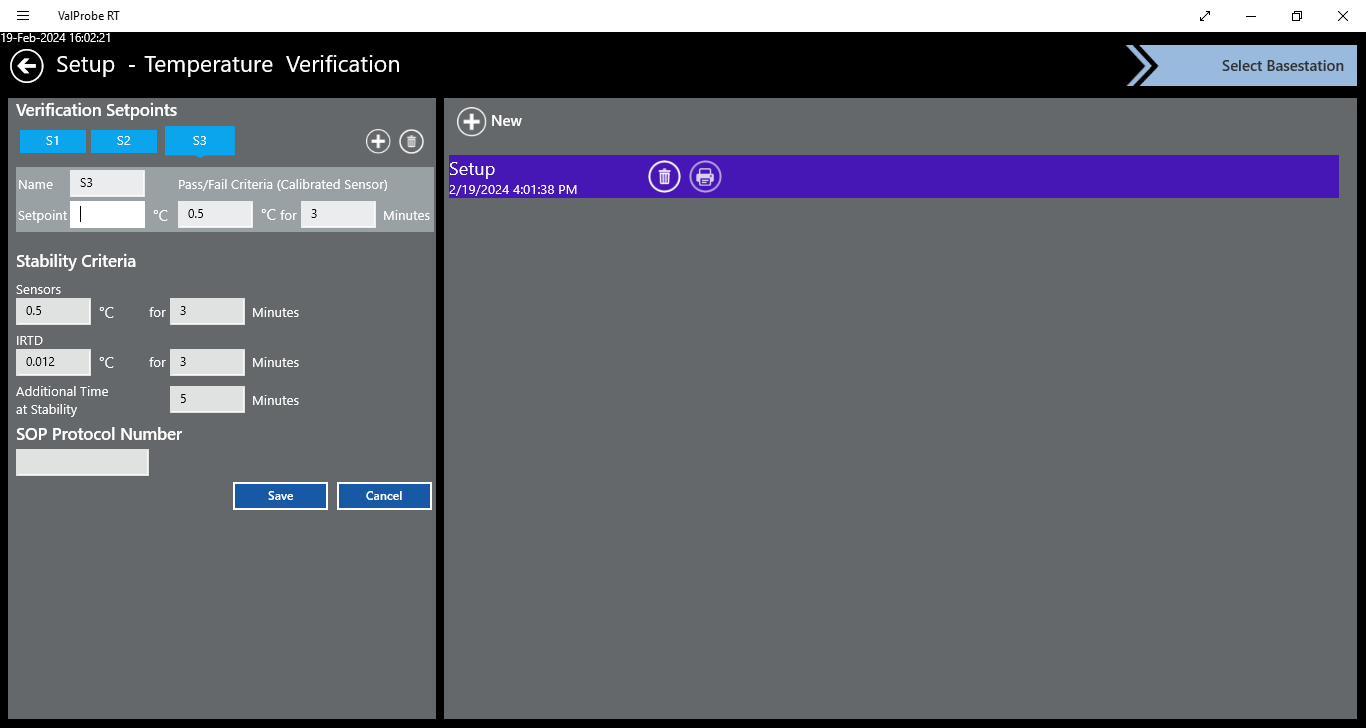 ValProbe RT
19-Feb-2024 16:02:21
Setup - Temperature Verification
Select Basestation
Verification Setpoints
S1 S2 S3
Name S3 Pass/Fail Criteria (Calibrated Sensor)
Setpoint °C 0.5 °C for 3 Minutes
Stability Criteria
Sensors
0.5 °C for 3 Minutes
IRTD
0.012 °C for 3 Minutes
Additional Time
at Stability
5 Minutes
SOP Protocol Number
Save Cancel
New
Setup
2/19/2024 4:01:38 PM